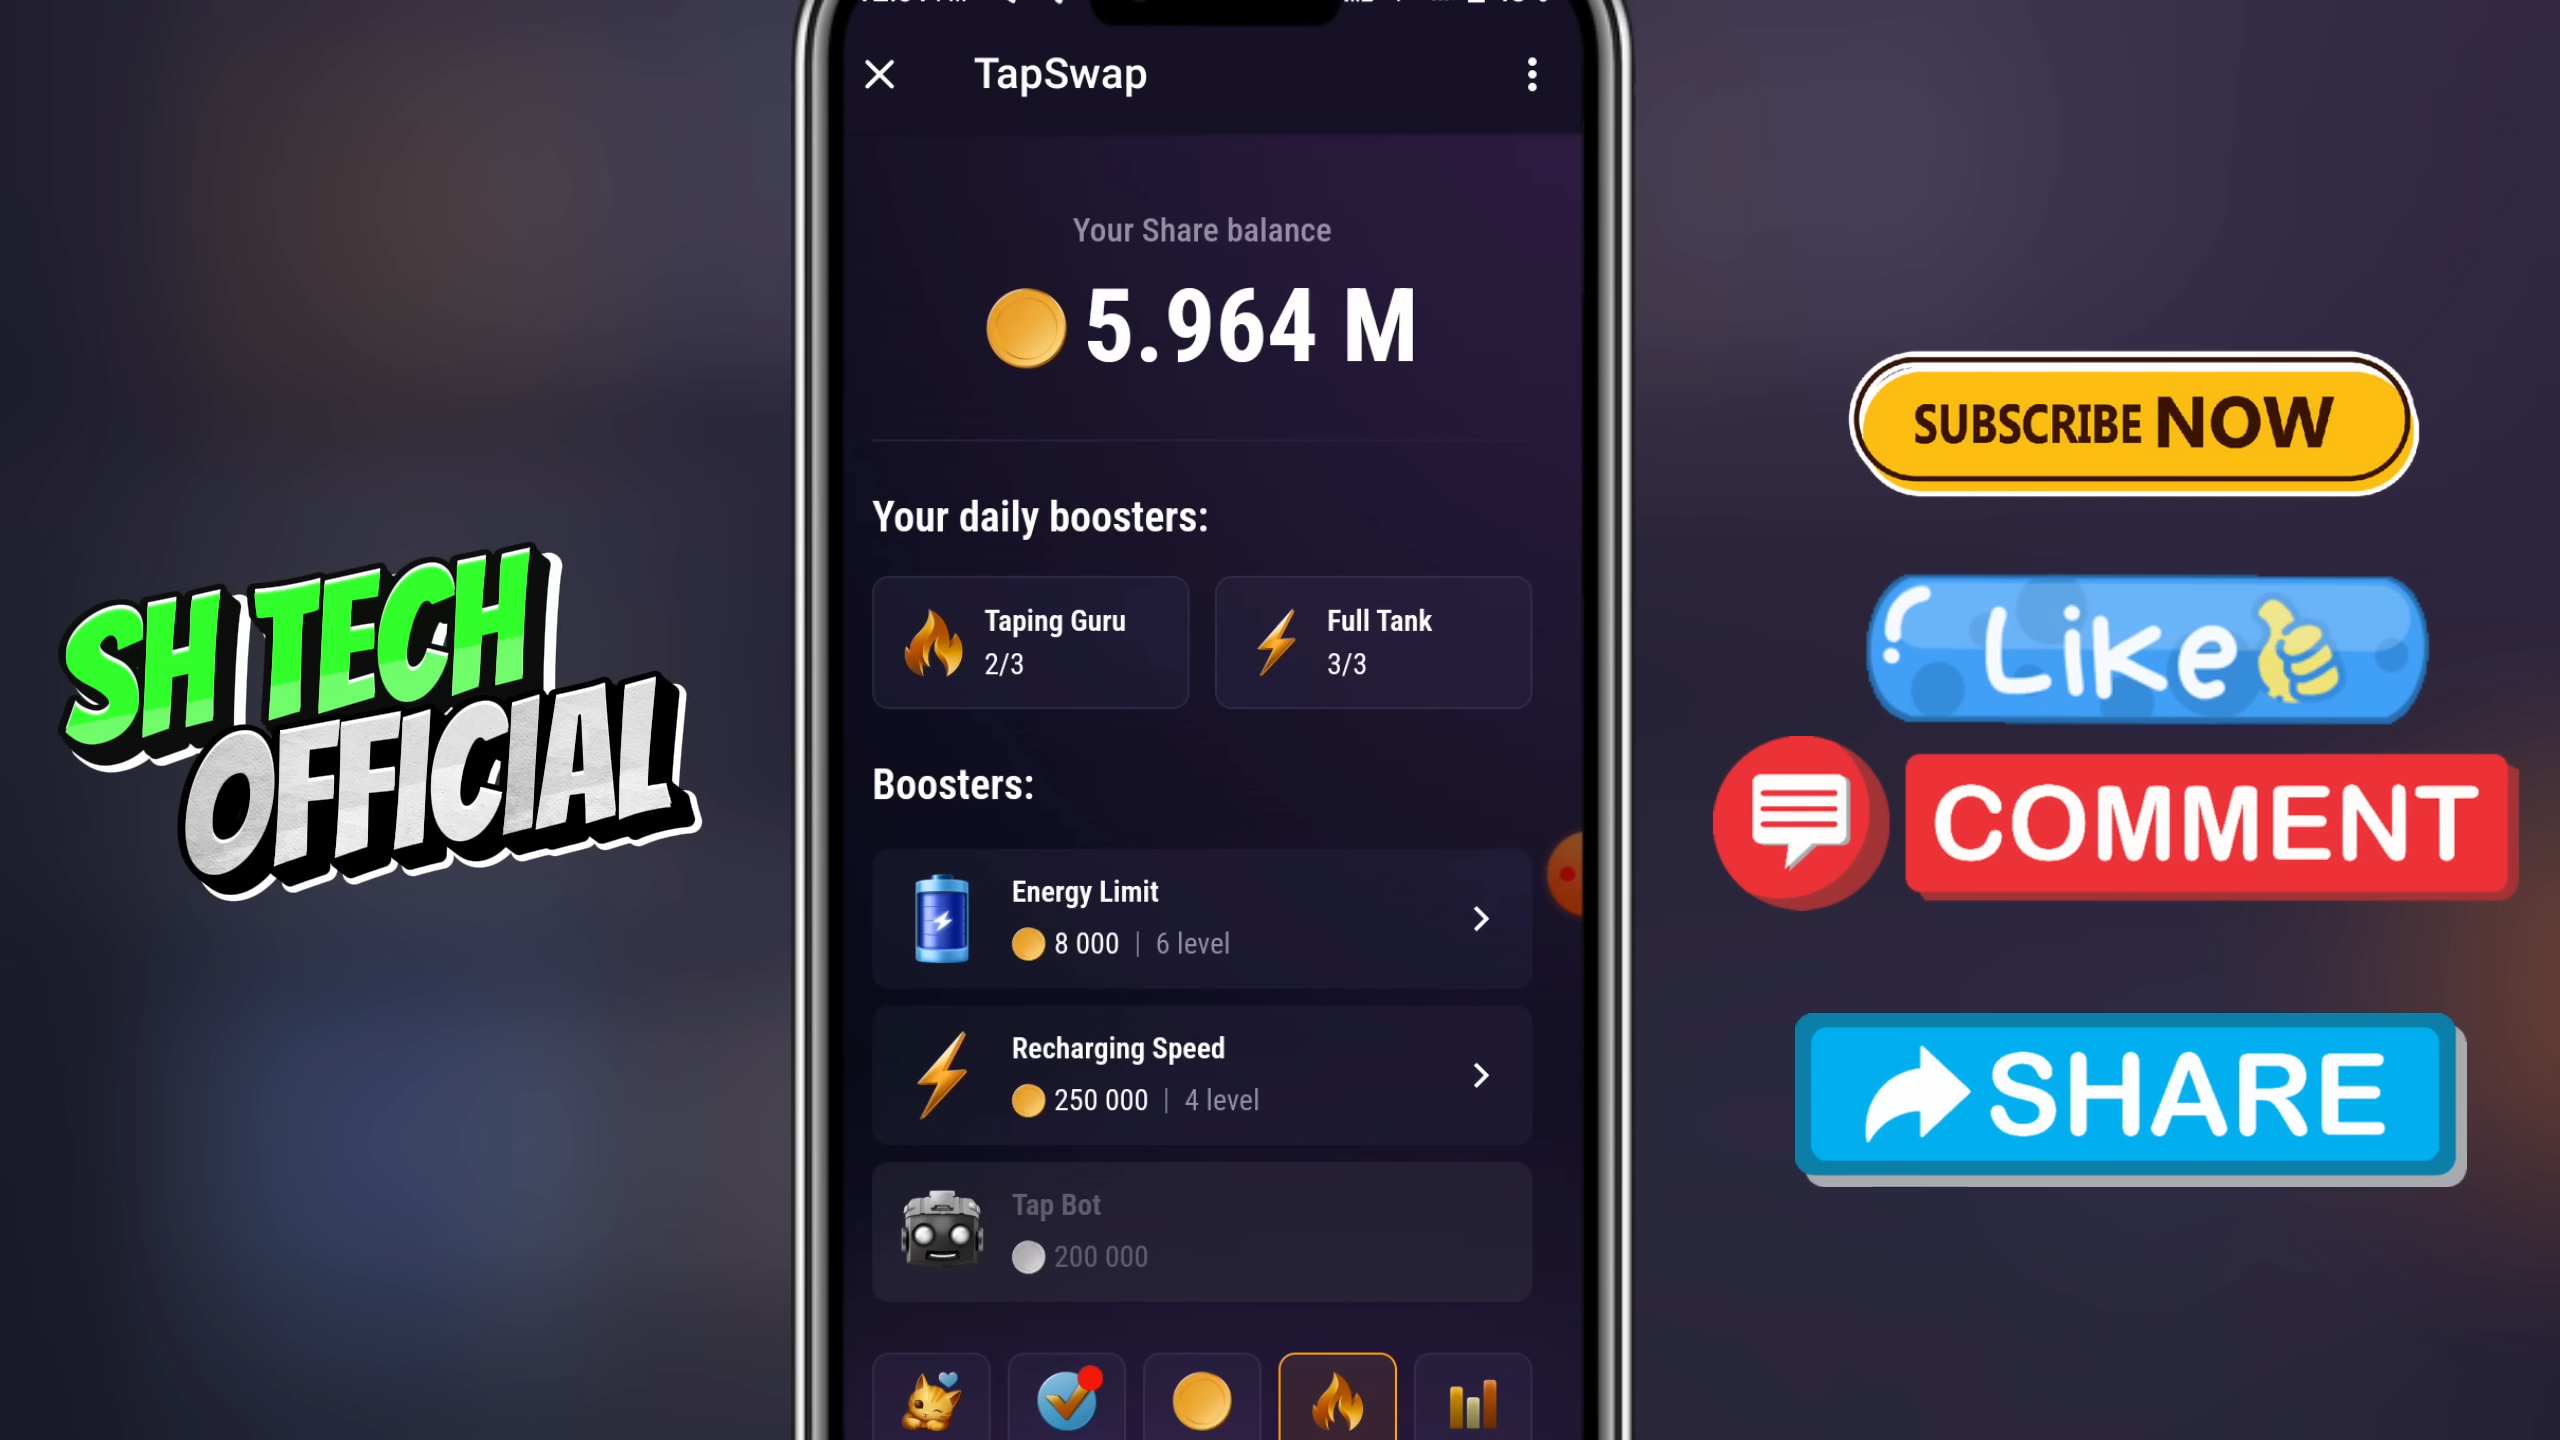 TapSwap
Your Share balance
5.964 M
Your daily boosters:
Taping Guru
2/3
Full Tank
3/3
Boosters:
Energy Limit
8 000 | 6 level
Recharging Speed
250 000 | 4 level
Tap Bot
200 000
SH TECH
OFFICIAL
SUBSCRIBE NOW
Like
COMMENT
SHARE